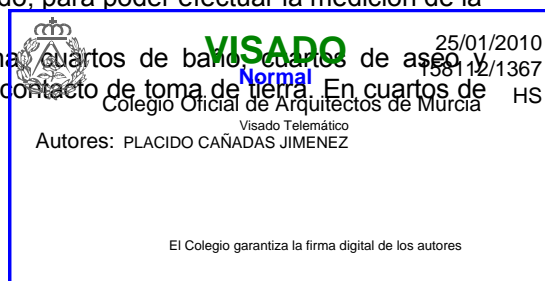 do, para poder efectuar la medición de la
VISADO
25/01/2010
na, cuartos de baño, cuartos de aseo y
Normal
158112/1367
contacto de toma de tierra. En cuartos de
Colegio Oficial de Arquitectos de Murcia
HS
Visado Telemático
Autores: PLACIDO CAÑADAS JIMENEZ
El Colegio garantiza la firma digital de los autores